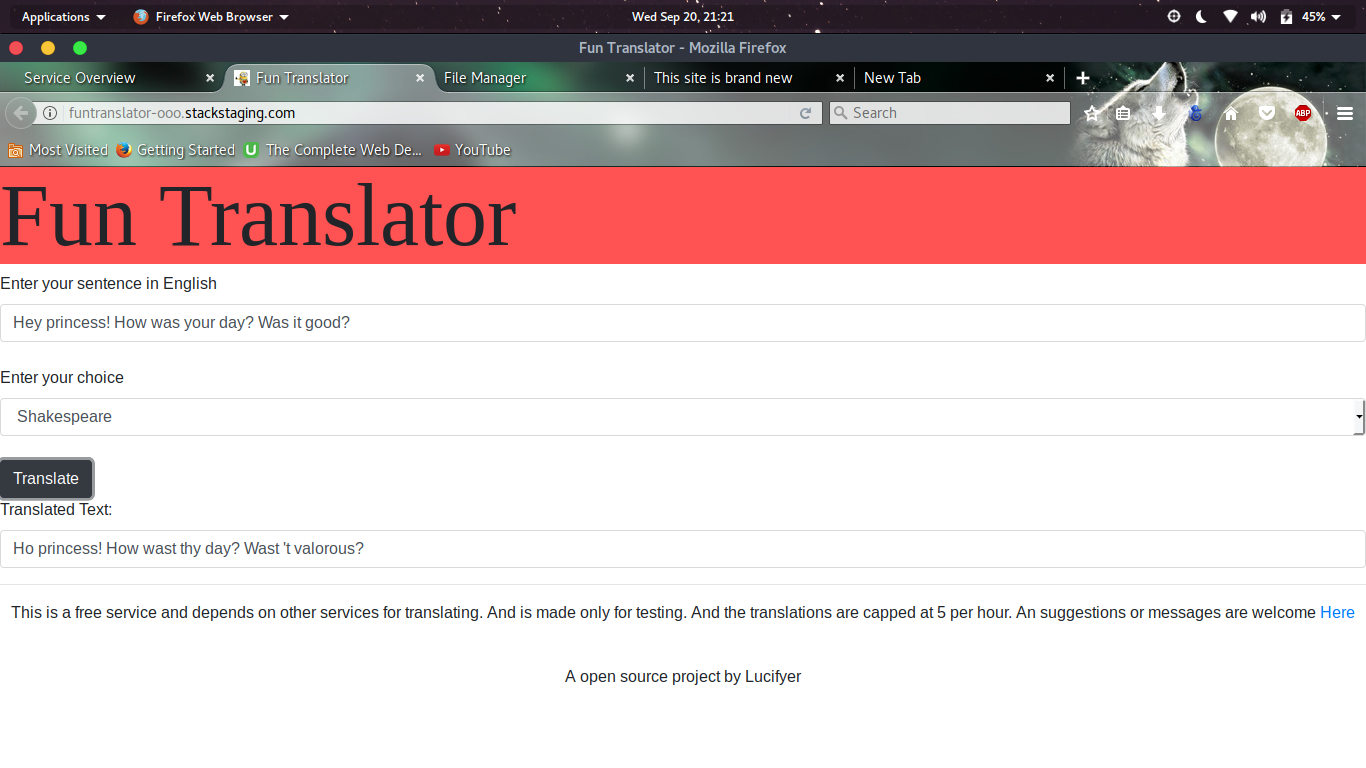 Applications Firefox Web Browser Wed Sep 20, 21:21 45%
Fun Translator - Mozilla Firefox
Service Overview Fun Translator File Manager This site is brand new New Tab
funtranslator-ooo.stackstaging.com Search ABP
Most Visited Getting Started U The Complete Web De... YouTube
Fun Translator
Enter your sentence in English
Hey princess! How was your day? Was it good?
Enter your choice
Shakespeare
Translate
Translated Text:
Ho princess! How wast thy day? Wast 't valorous?
This is a free service and depends on other services for translating. And is made only for testing. And the translations are capped at 5 per hour. An suggestions or messages are welcome Here
A open source project by Lucifyer